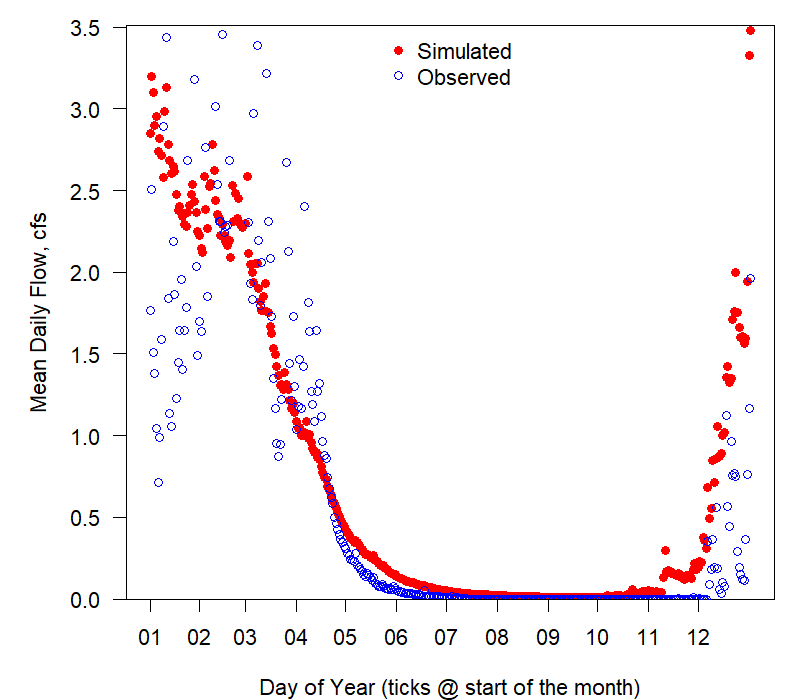 3.5
Simulated
Observed
3.0
2.5
2.0
1.5
1.0
0.5
0.0
Mean Daily Flow, cfs
01 02 03 04 05 06 07 08 09 10 11 12
Day of Year (ticks @ start of the month)